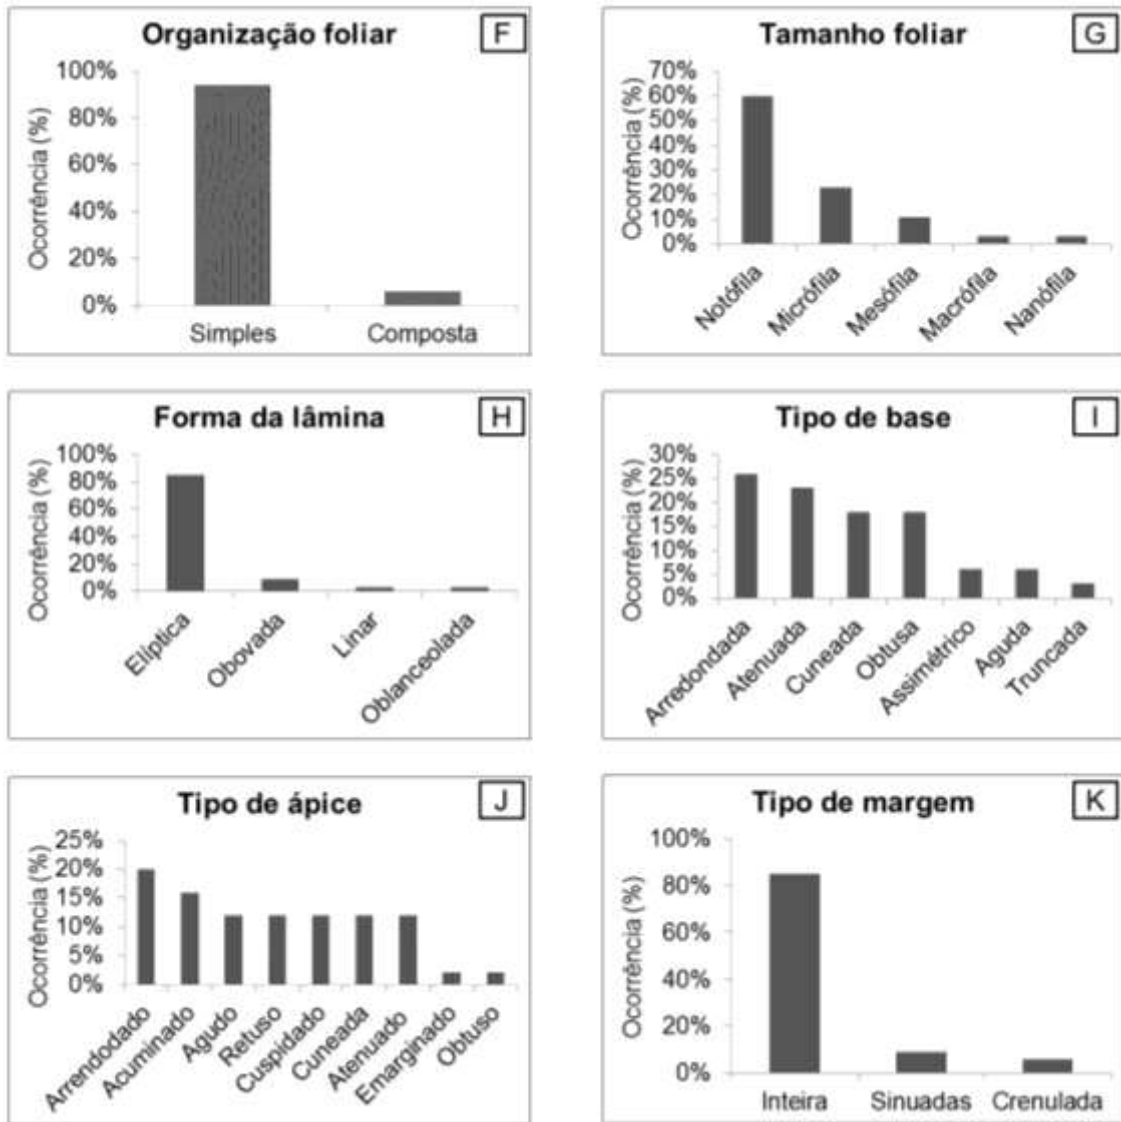 Organização foliar
F
Ocorrência (%)
100%
80%
60%
40%
20%
0%
Simples
Composta
Tamanho foliar
G
Ocorrência (%)
70%
60%
50%
40%
30%
20%
10%
0%
Notófila
Micrófila
Mesófila
Macrófila
Nanófila
Forma da lâmina
H
Ocorrência (%)
100%
80%
60%
40%
20%
0%
Elíptica
Obovada
Linar
Oblanceolada
Tipo de base
I
Ocorrência (%)
30%
25%
20%
15%
10%
5%
0%
Arredondada
Atenuada
Cuneada
Obtusa
Assimétrico
Aguda
Truncada
Tipo de ápice
J
Ocorrência (%)
25%
20%
15%
10%
5%
0%
Arrendodado
Acuminado
Agudo
Retuso
Cuspidado
Cuneada
Atenuado
Emarginado
Obtuso
Tipo de margem
K
Ocorrência (%)
100%
80%
60%
40%
20%
0%
Inteira
Sinuadas
Crenulada